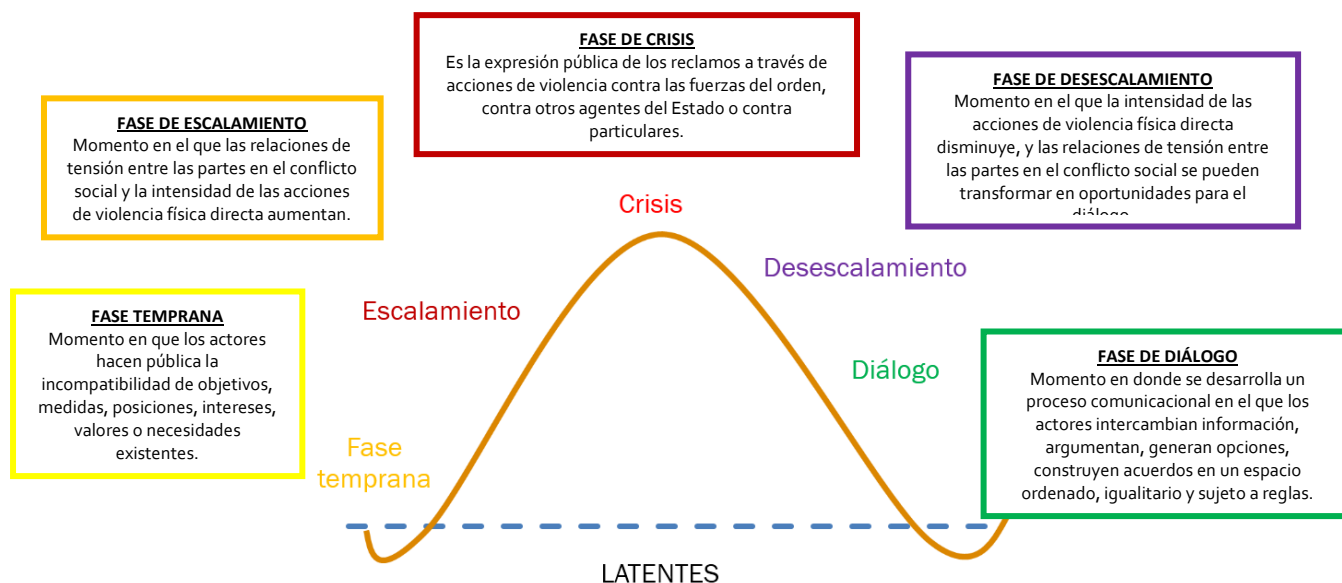 FASE DE CRISIS
Es la expresión pública de los reclamos a través de
acciones de violencia contra las fuerzas del orden,
contra otros agentes del Estado o contra
particulares.
FASE DE DESESCALAMIENTO
Momento en el que la intensidad de las
acciones de violencia física directa
disminuye, y las relaciones de tensión entre
las partes en el conflicto social se pueden
transformar en oportunidades para el
diálogo
FASE DE ESCALAMIENTO
Momento en el que las relaciones de
tensión entre las partes en el conflicto
social y la intensidad de las acciones
de violencia física directa aumentan.
Crisis
Desescalamiento
Escalamiento
FASE TEMPRANA
Momento en que los actores
hacen pública la
incompatibilidad de objetivos,
medidas, posiciones, intereses,
valores o necesidades
existentes.
Diálogo
FASE DE DIÁLOGO
Momento en donde se desarrolla un
proceso comunicacional en el que los
actores intercambian información,
argumentan, generan opciones,
construyen acuerdos en un espacio
ordenado, igualitario y sujeto a reglas.
Fase
temprana
LATENTES